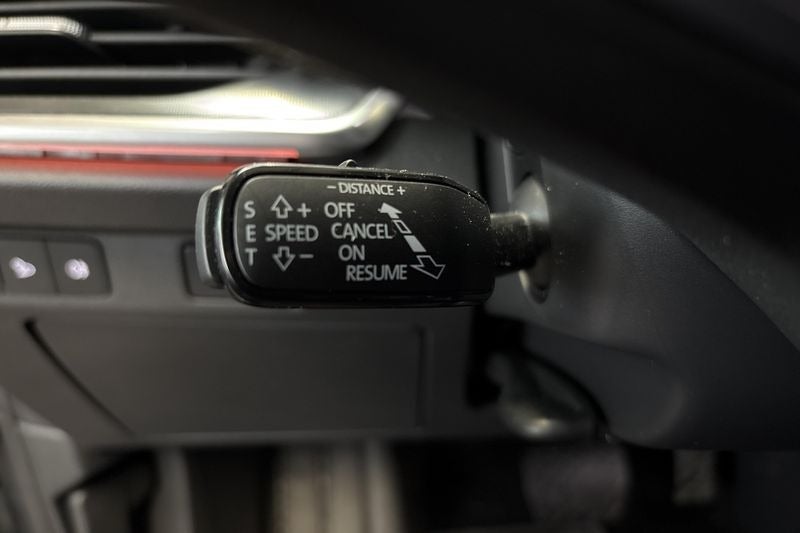 − DISTANCE +
S + OFF
E SPEED CANCEL
T − ON
RESUME